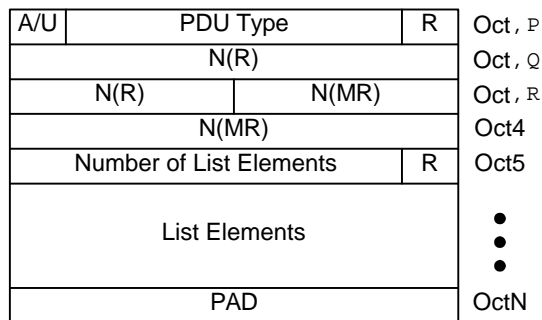 A/U PDU Type R Oct, P
N(R) Oct, Q
N(R) N(MR) Oct, R
N(MR) Oct4
Number of List Elements R Oct5
List Elements
PAD OctN